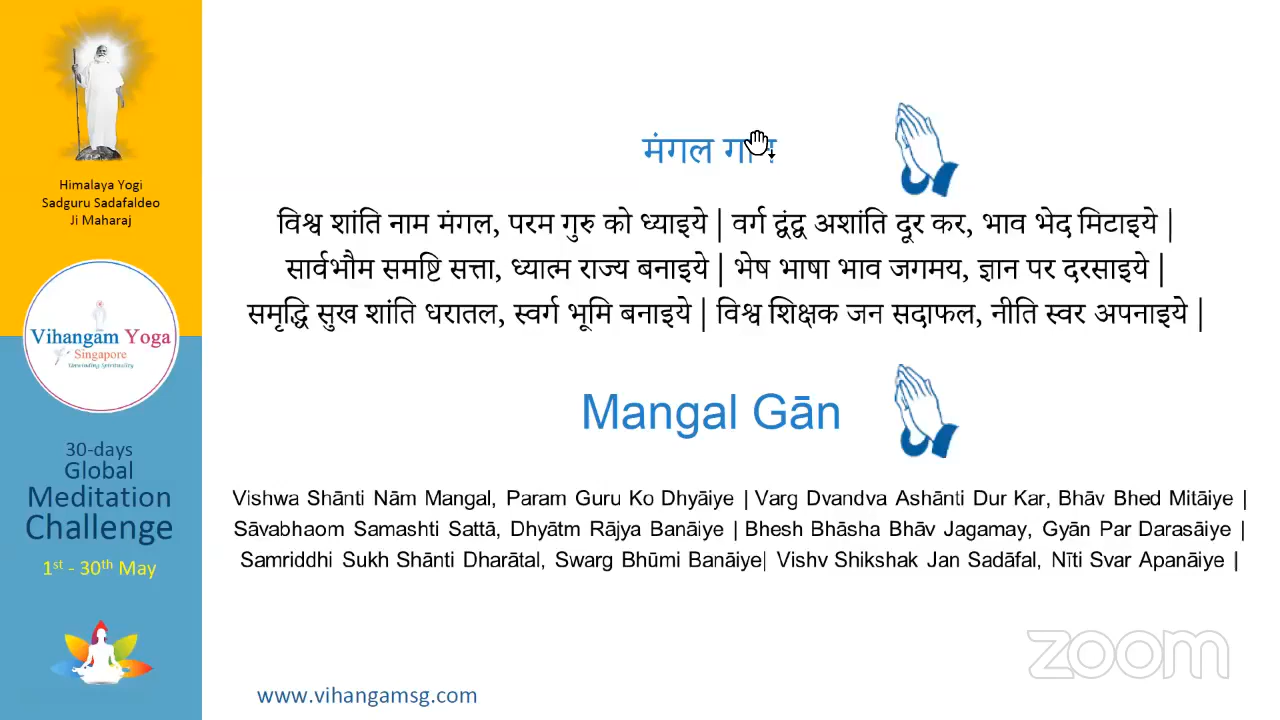 Himalaya Yogi
Sadguru Sadafaldeo
Ji Maharaj
Vihangam Yoga
Singapore
Unwinding Spirituality
30-days
Global
Meditation
Challenge
1st - 30th May
मंगल
विश्व शांति नाम मंगल, परम गुरु को ध्याइये | वर्ग द्वंद्व अशांति दूर कर, भाव भेद मिटाइये |
सार्वभौम समष्टि सत्ता, ध्यात्म राज्य बनाइये | भेष भाषा भाव जगमय, ज्ञान पर दरसाइये |
समृद्धि सुख शांति धरातल, स्वर्ग भूमि बनाइये | विश्व शिक्षक जन सदाफल, नीति स्वर अपनाइये |
Mangal Gān
Vishwa Shānti Nām Mangal, Param Guru Ko Dhyāiye | Varg Dvandva Ashānti Dur Kar, Bhāv Bhed Mitāiye |
Sāvabhaom Samashti Sattā, Dhyātm Rājya Banāiye | Bhesh Bhāsha Bhāv Jagamay, Gyān Par Darasāiye |
Samriddhi Sukh Shānti Dharātal, Swarg Bhūmi Banāiye| Vishv Shikshak Jan Sadāfal, Nīti Svar Apanāiye |
www.vihangamsg.com
zoom